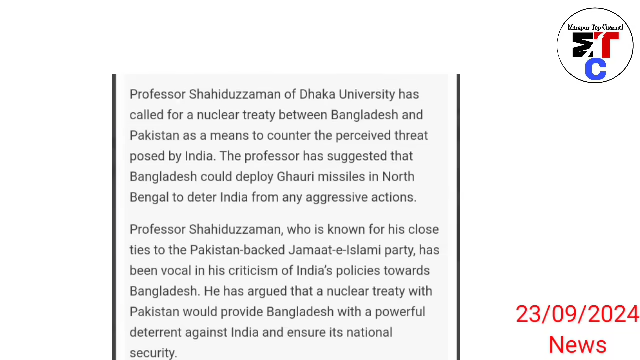 Manipur Top Channel
MTC
Professor Shahiduzzaman of Dhaka University has
called for a nuclear treaty between Bangladesh and
Pakistan as a means to counter the perceived threat
posed by India. The professor has suggested that
Bangladesh could deploy Ghauri missiles in North
Bengal to deter India from any aggressive actions.
Professor Shahiduzzaman, who is known for his close
ties to the Pakistan-backed Jamaat-e-Islami party, has
been vocal in his criticism of India's policies towards
Bangladesh. He has argued that a nuclear treaty with
Pakistan would provide Bangladesh with a powerful
deterrent against India and ensure its national
security.
23/09/2024
News